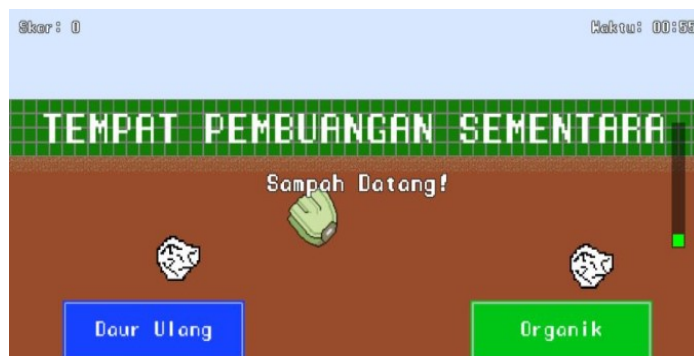 Skor: 0
Waktu: 00:55
TEMPAT PEMBUANGAN SEMENTARA
Sampah Datang!
Daur Ulang
Organik